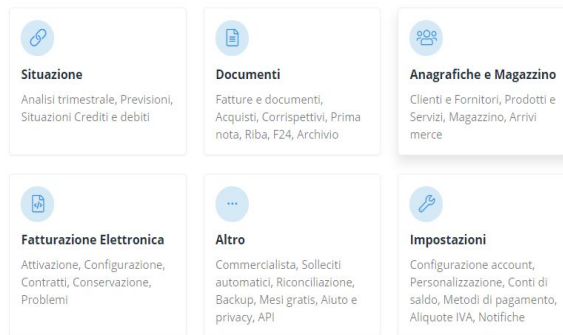 Situazione
Analisi trimestrale, Previsioni,
Situazioni Crediti e debiti
Documenti
Fatture e documenti,
Acquisti, Corrispettivi, Prima
nota, Riba, F24, Archivio
Anagrafiche e Magazzino
Clienti e Fornitori, Prodotti e
Servizi, Magazzino, Arrivi
merce
Fatturazione Elettronica
Attivazione, Configurazione,
Contratti, Conservazione,
Problemi
Altro
Commercialista, Solleciti
automatici, Riconciliazione,
Backup, Mesi gratis, Aiuto e
privacy, API
Impostazioni
Configurazione account,
Personalizzazione, Conti di
saldo, Metodi di pagamento,
Aliquote IVA, Notifiche